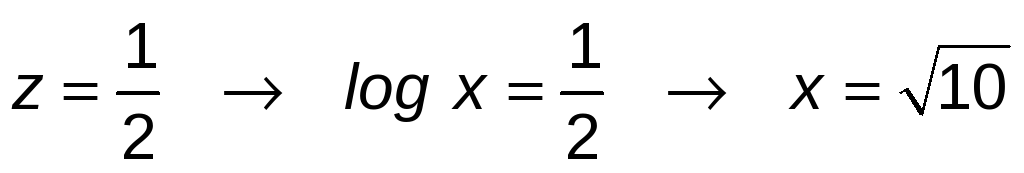 z = 1/2 → log x = 1/2 → x = √10